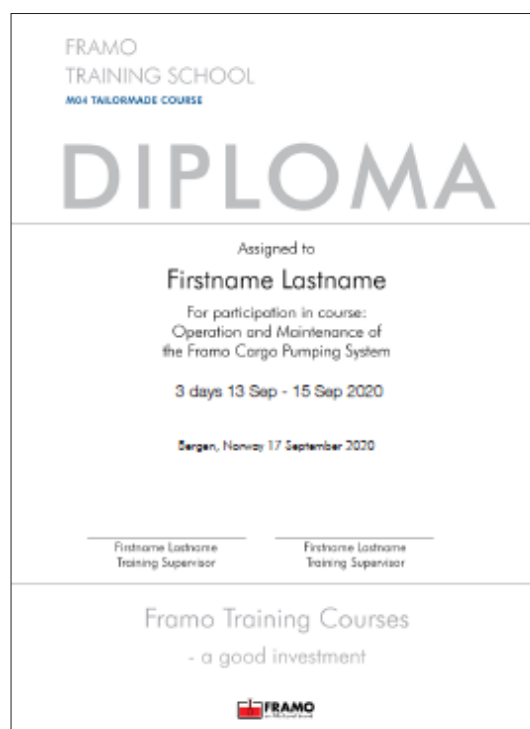 FRAMO
TRAINING SCHOOL
M04 TAILORMADE COURSE
DIPLOMA
Assigned to
Firstname Lastname
For participation in course:
Operation and Maintenance of
the Framo Cargo Pumping System
3 days 13 Sep - 15 Sep 2020
Bergen, Norway 17 September 2020
Firstname Lastname
Training Supervisor
Firstname Lastname
Training Supervisor
Framo Training Courses
- a good investment
FRAMO